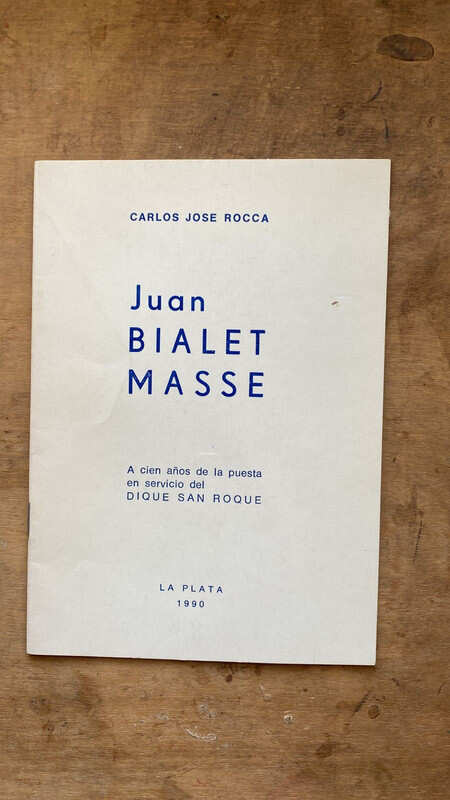 CARLOS JOSE ROCCA
Juan
BIALET
MASSE
A cien años de la puesta
en servicio del
DIQUE SAN ROQUE
LA PLATA
1990